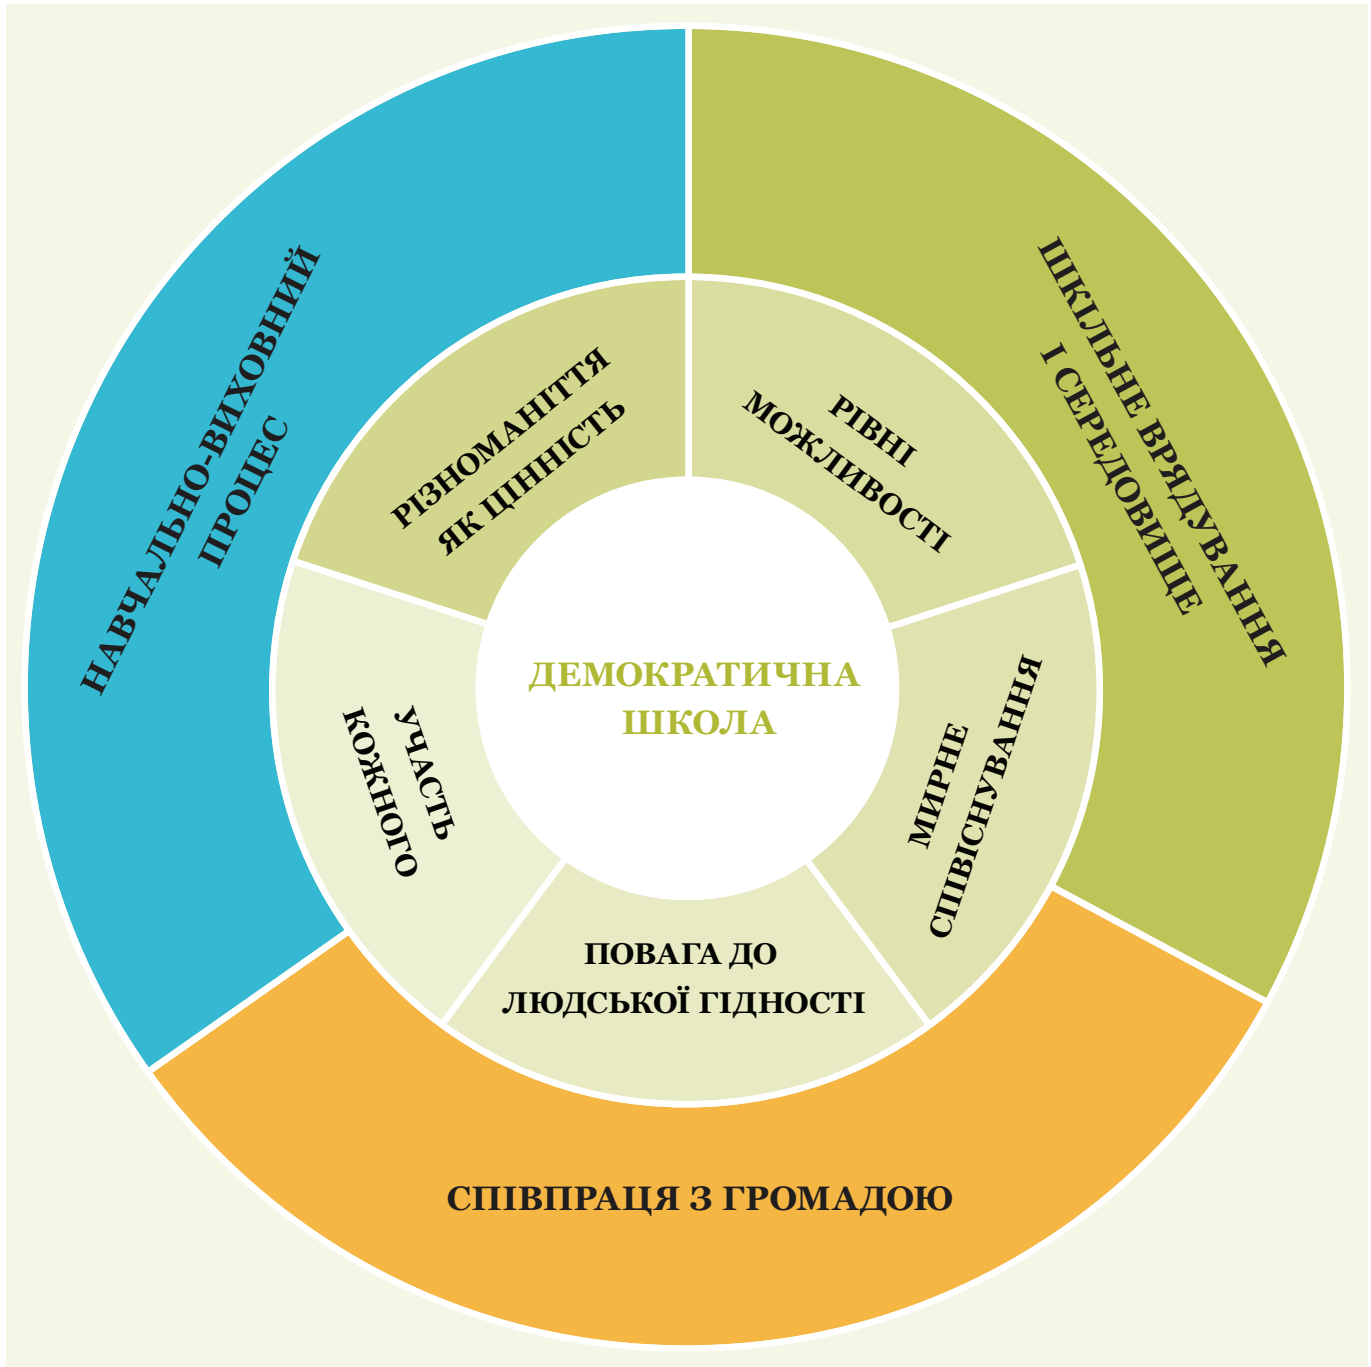 НАВЧАЛЬНО-ВИХОВНИЙ
ПРОЦЕС
ШКІЛЬНЕ ВРЯДУВАННЯ
І СЕРЕДОВИЩЕ
РІЗНОМАНІТТЯ
ЯК ЦІННІСТЬ
РІВНІ
МОЖЛИВОСТІ
ДЕМОКРАТИЧНА
ШКОЛА
УЧАСТЬ
КОЖНОГО
МИРНЕ
СПІВІСНУВАННЯ
ПОВАГА ДО
ЛЮДСЬКОЇ ГІДНОСТІ
СПІВПРАЦЯ З ГРОМАДОЮ